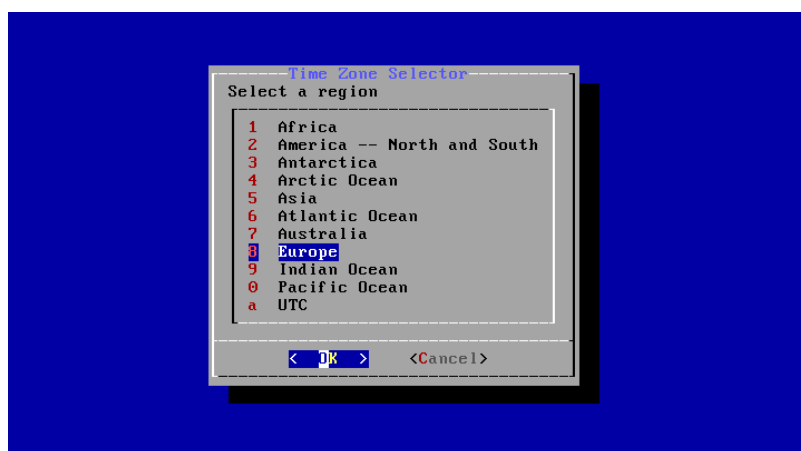 Time Zone Selector
Select a region
1 Africa
2 America -- North and South
3 Antarctica
4 Arctic Ocean
5 Asia
6 Atlantic Ocean
7 Australia
8 Europe
9 Indian Ocean
0 Pacific Ocean
a UTC
< OK > <Cancel>